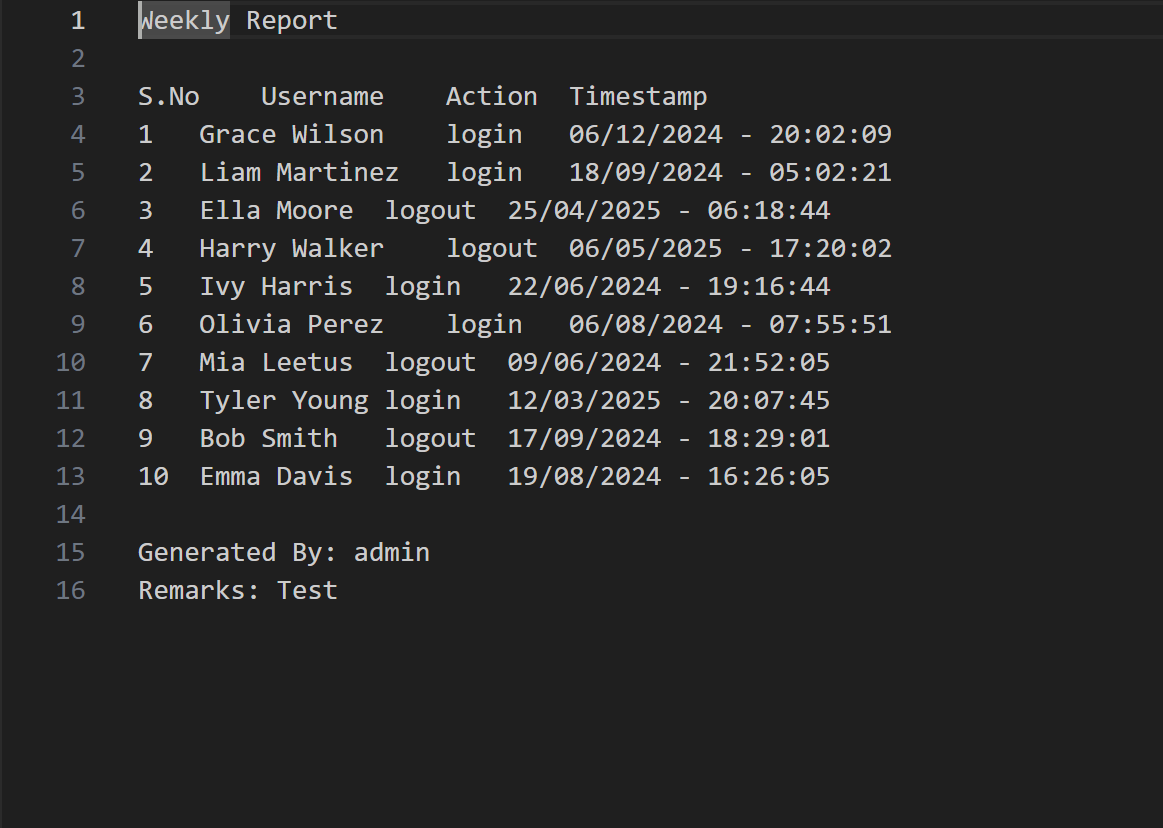 1 Weekly Report
2
3 S.No Username Action Timestamp
4 1 Grace Wilson login 06/12/2024 - 20:02:09
5 2 Liam Martinez login 18/09/2024 - 05:02:21
6 3 Ella Moore logout 25/04/2025 - 06:18:44
7 4 Harry Walker logout 06/05/2025 - 17:20:02
8 5 Ivy Harris login 22/06/2024 - 19:16:44
9 6 Olivia Perez login 06/08/2024 - 07:55:51
10 7 Mia Leetus logout 09/06/2024 - 21:52:05
11 8 Tyler Young login 12/03/2025 - 20:07:45
12 9 Bob Smith logout 17/09/2024 - 18:29:01
13 10 Emma Davis login 19/08/2024 - 16:26:05
14
15 Generated By: admin
16 Remarks: Test